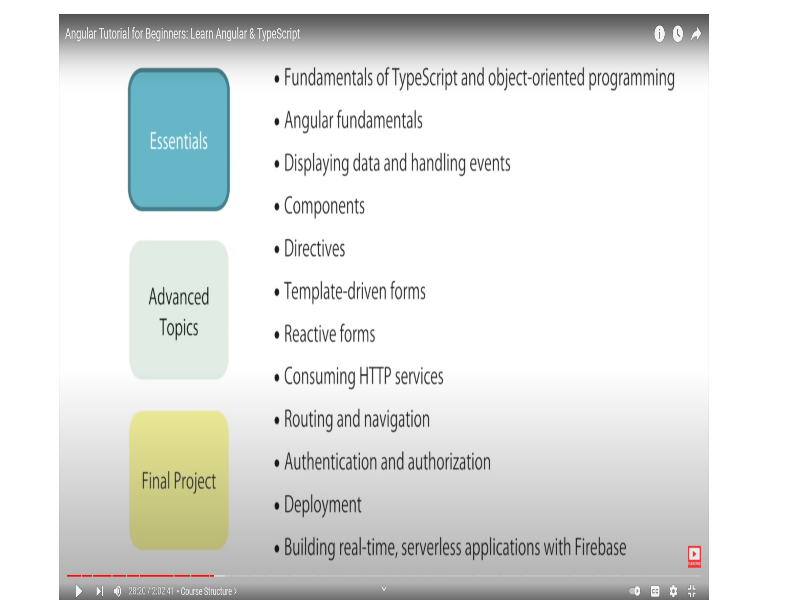 Angular Tutorial for Beginners: Learn Angular & TypeScript
Essentials
Advanced
Topics
Final Project
• Fundamentals of TypeScript and object-oriented programming
• Angular fundamentals
• Displaying data and handling events
• Components
• Directives
• Template-driven forms
• Reactive forms
• Consuming HTTP services
• Routing and navigation
• Authentication and authorization
• Deployment
• Building real-time, serverless applications with Firebase
28:20 / 2:02:41 • Course Structure ›